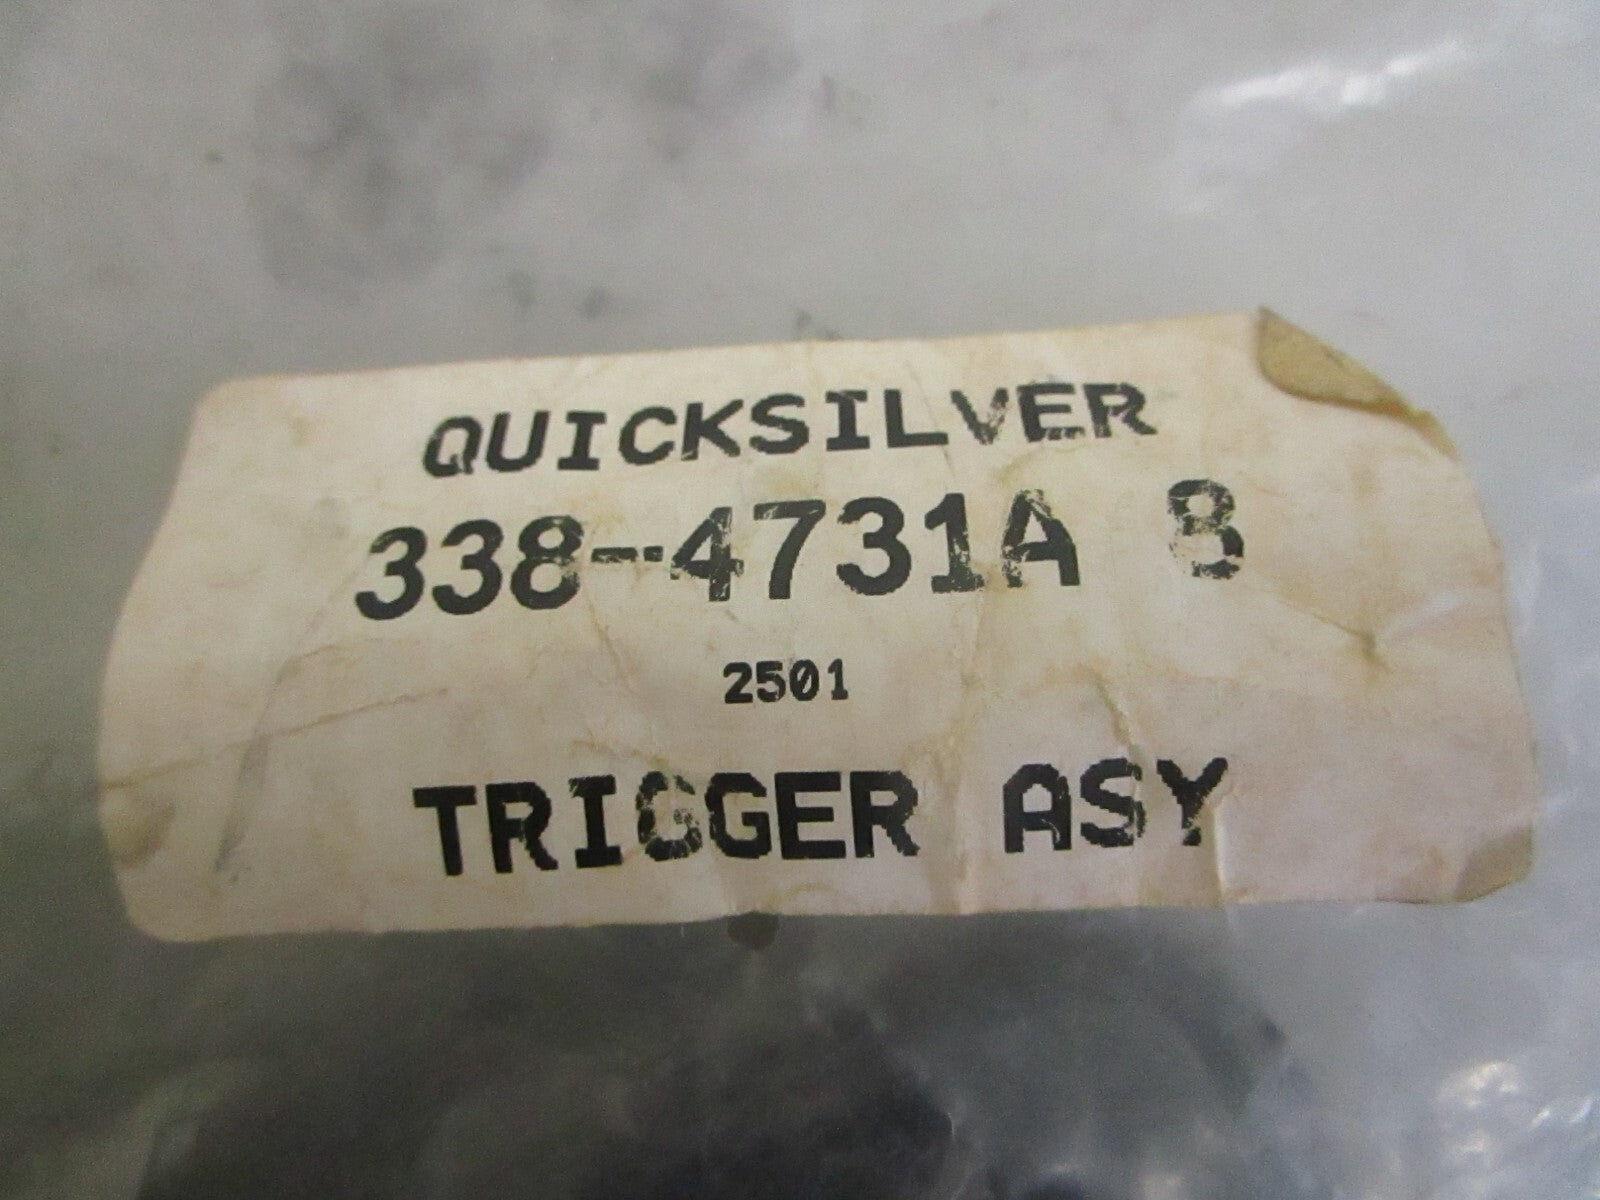 QUICKSILVER
338-4731A 8
2501
TRIGGER ASY